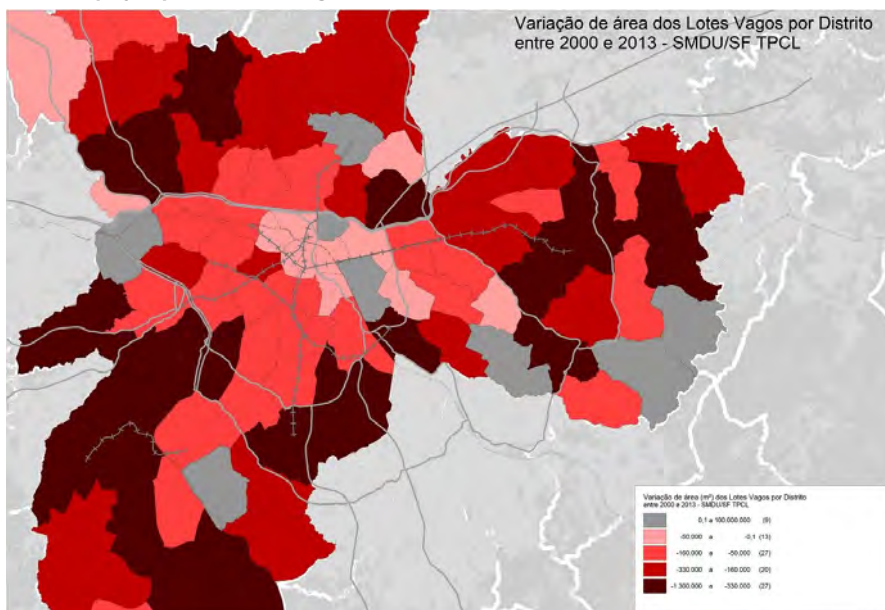 Variação de área dos Lotes Vagos por Distrito
entre 2000 e 2013 - SMDU/SF TPCL
Variação de área (m²) dos Lotes Vagos por Distrito
entre 2000 e 2013 - SMDU/SF TPCL
0,1 a 100.000.000 (9)
-50.000 a -0,1 (13)
-160.000 a -50.000 (27)
-330.000 a -160.000 (20)
-1.300.000 a -330.000 (27)